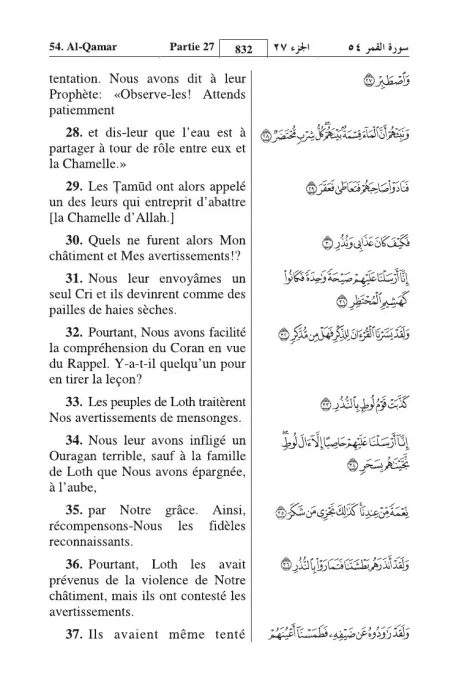 54. Al-Qamar Partie 27 832 الجزء ٢٧ سورة القمر ٥٤
tentation. Nous avons dit à leur
Prophète: «Observe-les! Attends
patiemment
وَٱصۡطَبِرۡ ٢٧
28. et dis-leur que l’eau est à
partager à tour de rôle entre eux et
la Chamelle.»
وَنَبِّئۡهُمۡ أَنَّ ٱلۡمَآءَ قِسۡمَةُۢ بَيۡنَهُمۡۖ كُلُّ شِرۡبٖ مُّحۡتَضَرٞ ٢٨
29. Les Ṯamūd ont alors appelé
un des leurs qui entreprit d’abattre
[la Chamelle d’Allah.]
فَنَادَوۡاْ صَاحِبَهُمۡ فَتَعَاطَىٰ فَعَقَرَ ٢٩
30. Quels ne furent alors Mon
châtiment et Mes avertissements!?
فَكَيۡفَ كَانَ عَذَابِي وَنُذُرِ ٣٠
31. Nous leur envoyâmes un
seul Cri et ils devinrent comme des
pailles de haies sèches.
إِنَّآ أَرۡسَلۡنَا عَلَيۡهِمۡ صَيۡحَةٗ وَٰحِدَةٗ فَكَانُواْ
كَهَشِيمِ ٱلۡمُحۡتَظِرِ ٣١
32. Pourtant, Nous avons facilité
la compréhension du Coran en vue
du Rappel. Y-a-t-il quelqu’un pour
en tirer la leçon?
وَلَقَدۡ يَسَّرۡنَا ٱلۡقُرۡءَانَ لِلذِّكۡرِ فَهَلۡ مِن مُّدَّكِرٖ ٣٢
33. Les peuples de Loth traitèrent
Nos avertissements de mensonges.
كَذَّبَتۡ قَوۡمُ لُوطِۭ بِٱلنُّذُرِ ٣٣
34. Nous leur avons infligé un
Ouragan terrible, sauf à la famille
de Loth que Nous avons épargnée,
à l’aube,
إِنَّآ أَرۡسَلۡنَا عَلَيۡهِمۡ حَاصِبًا إِلَّآ ءَالَ لُوطٖۖ
نَّجَّيۡنَٰهُم بِسَحَرٖ ٣٤
35. par Notre grâce. Ainsi,
récompensons-Nous les fidèles
reconnaissants.
نِّعۡمَةٗ مِّنۡ عِندِنَاۚ كَذَٰلِكَ نَجۡزِي مَن شَكَرَ ٣٥
36. Pourtant, Loth les avait
prévenus de la violence de Notre
châtiment, mais ils ont contesté les
avertissements.
وَلَقَدۡ أَنذَرَهُم بَطۡشَتَنَا فَتَمَارَوۡاْ بِٱلنُّذُرِ ٣٦
37. Ils avaient même tenté
وَلَقَدۡ رَٰوَدُوهُ عَن ضَيۡفِهِۦ فَطَمَسۡنَآ أَعۡيُنَهُمۡ